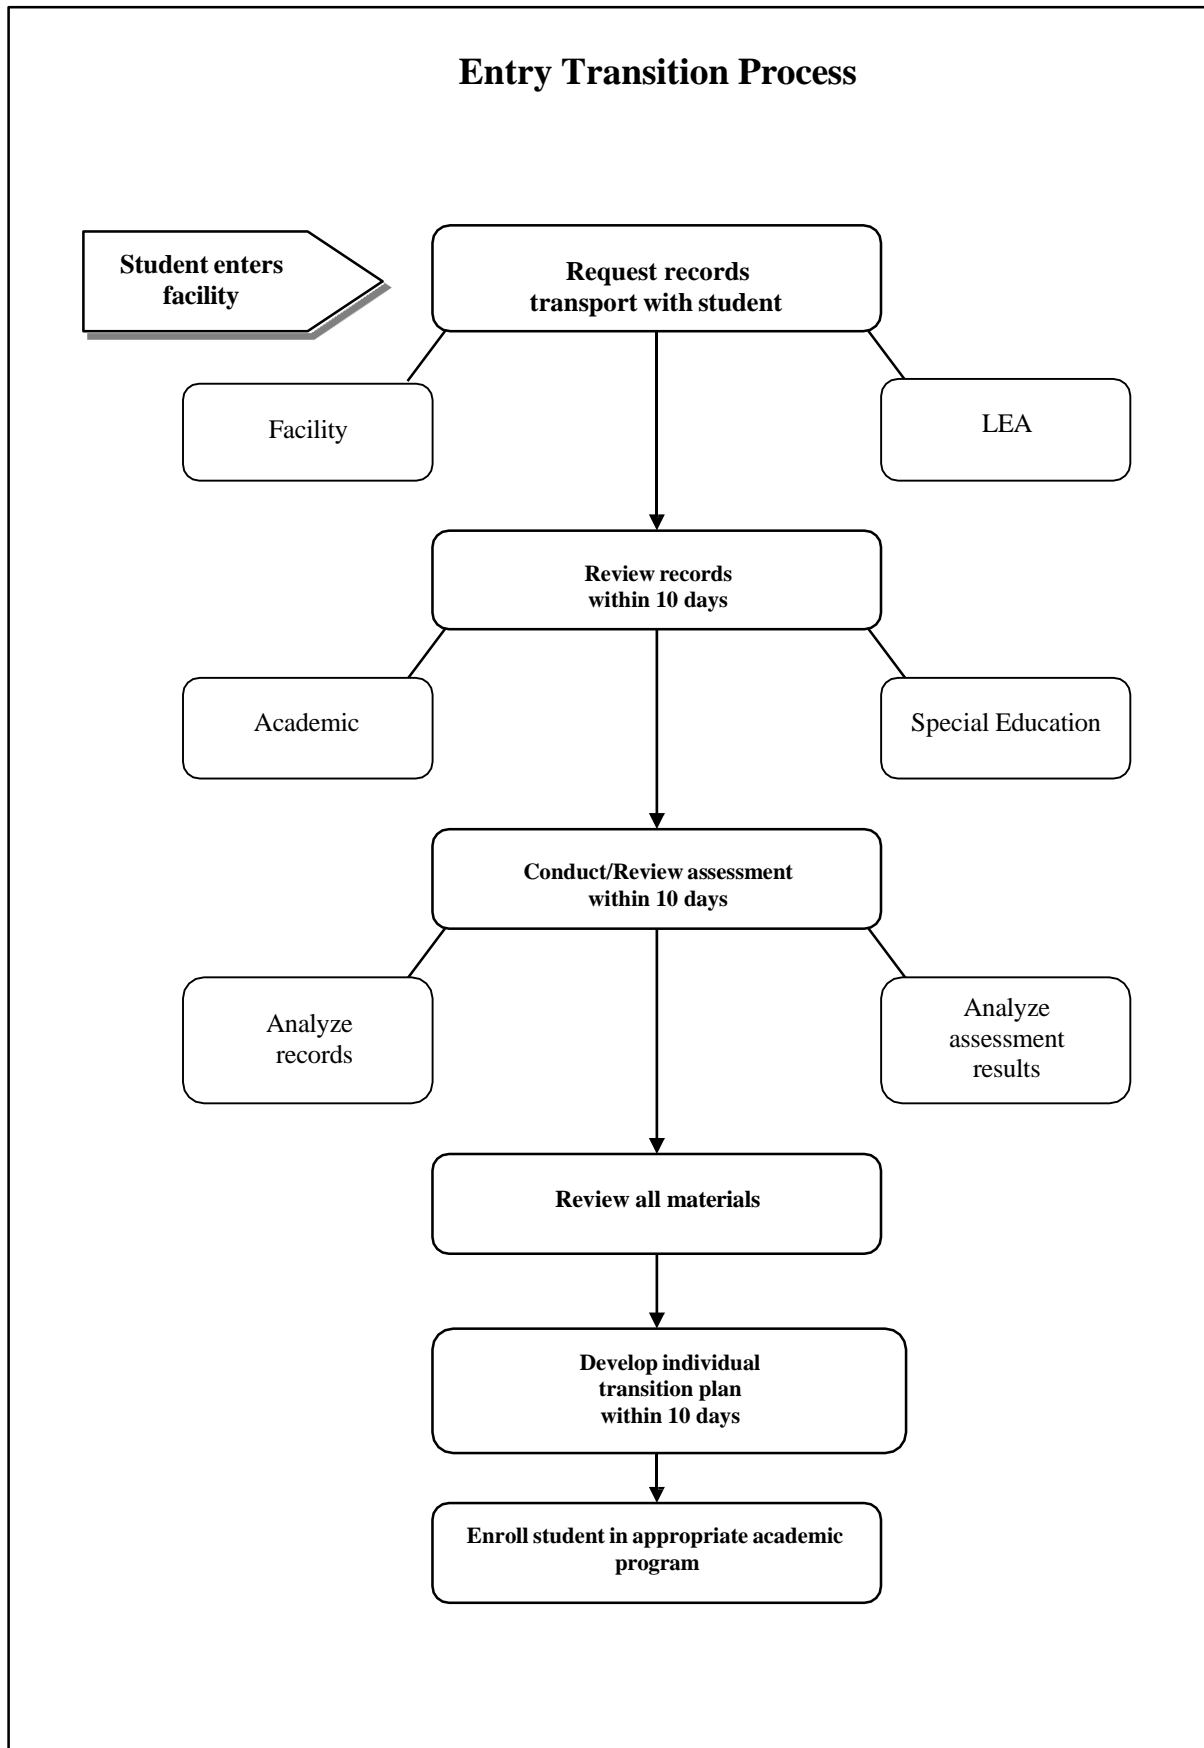 Entry Transition Process
Student enters
facility
Request records
transport with student
Facility
LEA
Review records
within 10 days
Academic
Special Education
Conduct/Review assessment
within 10 days
Analyze
records
Analyze
assessment
results
Review all materials
Develop individual
transition plan
within 10 days
Enroll student in appropriate academic
program